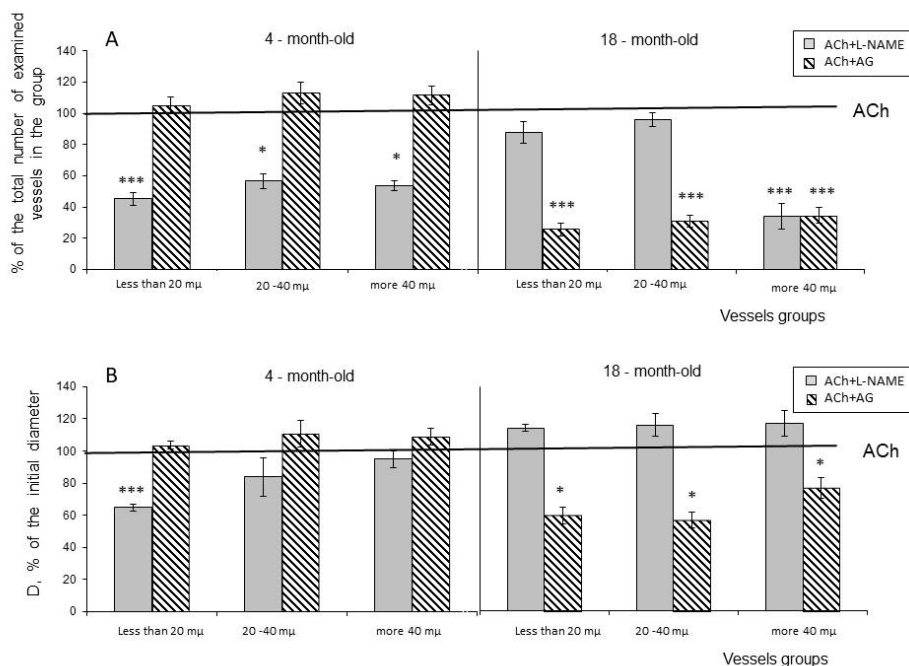 A
4 - month-old
18 - month-old
ACh+L-NAME
ACh+AG
% of the total number of examined
vessels in the group
140
120
100
80
60
40
20
0
***
*
*
***
***
***
***
ACh
Less than 20 mµ
20 -40 mµ
more 40 mµ
Less than 20 mµ
20 -40 mµ
more 40 mµ
Vessels groups
B
4 - month-old
18 - month-old
ACh+L-NAME
ACh+AG
D, % of the initial diameter
140
120
100
80
60
40
20
0
***
*
*
*
ACh
Less than 20 mµ
20 -40 mµ
more 40 mµ
Less than 20 mµ
20 -40 mµ
more 40 mµ
Vessels groups